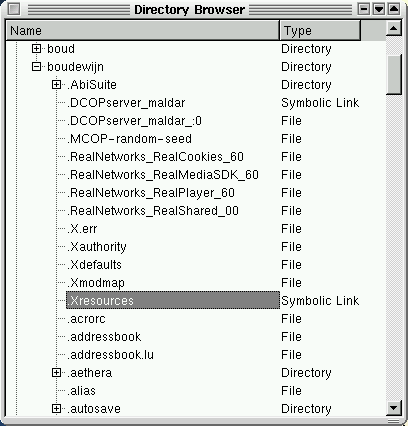 Directory Browser
Name Type
boud Directory
boudewijn Directory
.AbiSuite Directory
.DCOPserver_maldar Symbolic Link
.DCOPserver_maldar_:0 File
.MCOP-random-seed File
.RealNetworks_RealCookies_60 File
.RealNetworks_RealMediaSDK_60 File
.RealNetworks_RealPlayer_60 File
.RealNetworks_RealShared_00 File
.X.err File
.Xauthority File
.Xdefaults File
.Xmodmap File
.Xresources Symbolic Link
.acrorc File
.addressbook File
.addressbook.lu File
.aethera Directory
.alias File
.autosave Directory